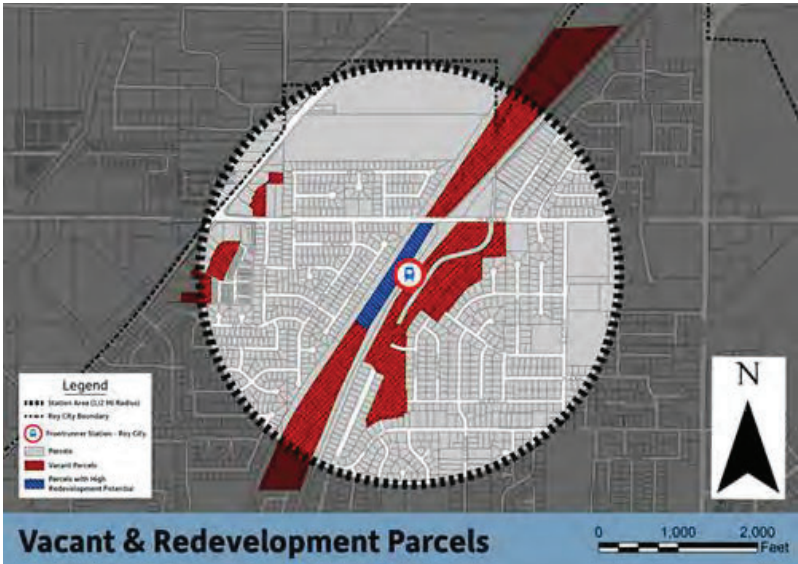 Legend
Station Area (1/2 Mi Radius)
Roy City Boundary
Frontrunner Station - Roy City
Parcels
Vacant Parcels
Parcels with High
Redevelopment Potential
N
Vacant & Redevelopment Parcels
0 1,000 2,000
Feet